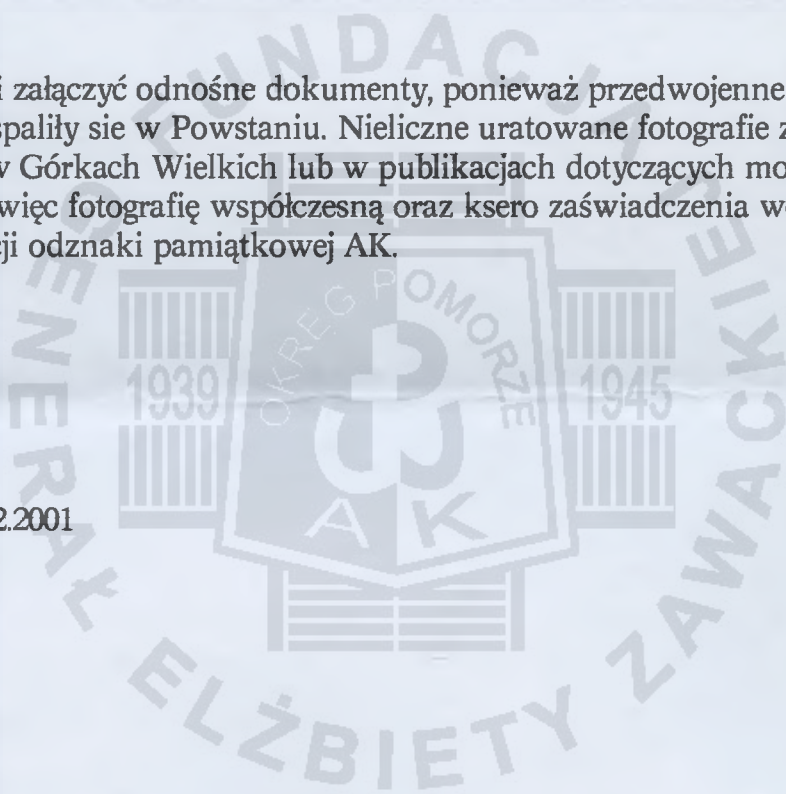 i załączyć odnośne dokumenty, ponieważ przedwojenne
spaliły sie w Powstaniu. Nieliczne uratowane fotografie z
w Górkach Wielkich lub w publikacjach dotyczących mo
więc fotografię współczesną oraz ksero zaświadczenia we
ji odznaki pamiątkowej AK.
2.2001
FUNDACJA
GENERAŁ ELŻBIETY ZAWACKIEJ
OKRĘG POMORZE
1939
1945
AK